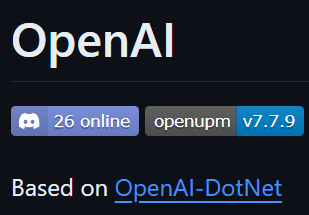 OpenAI
26 online openupm v7.7.9
Based on OpenAI-DotNet